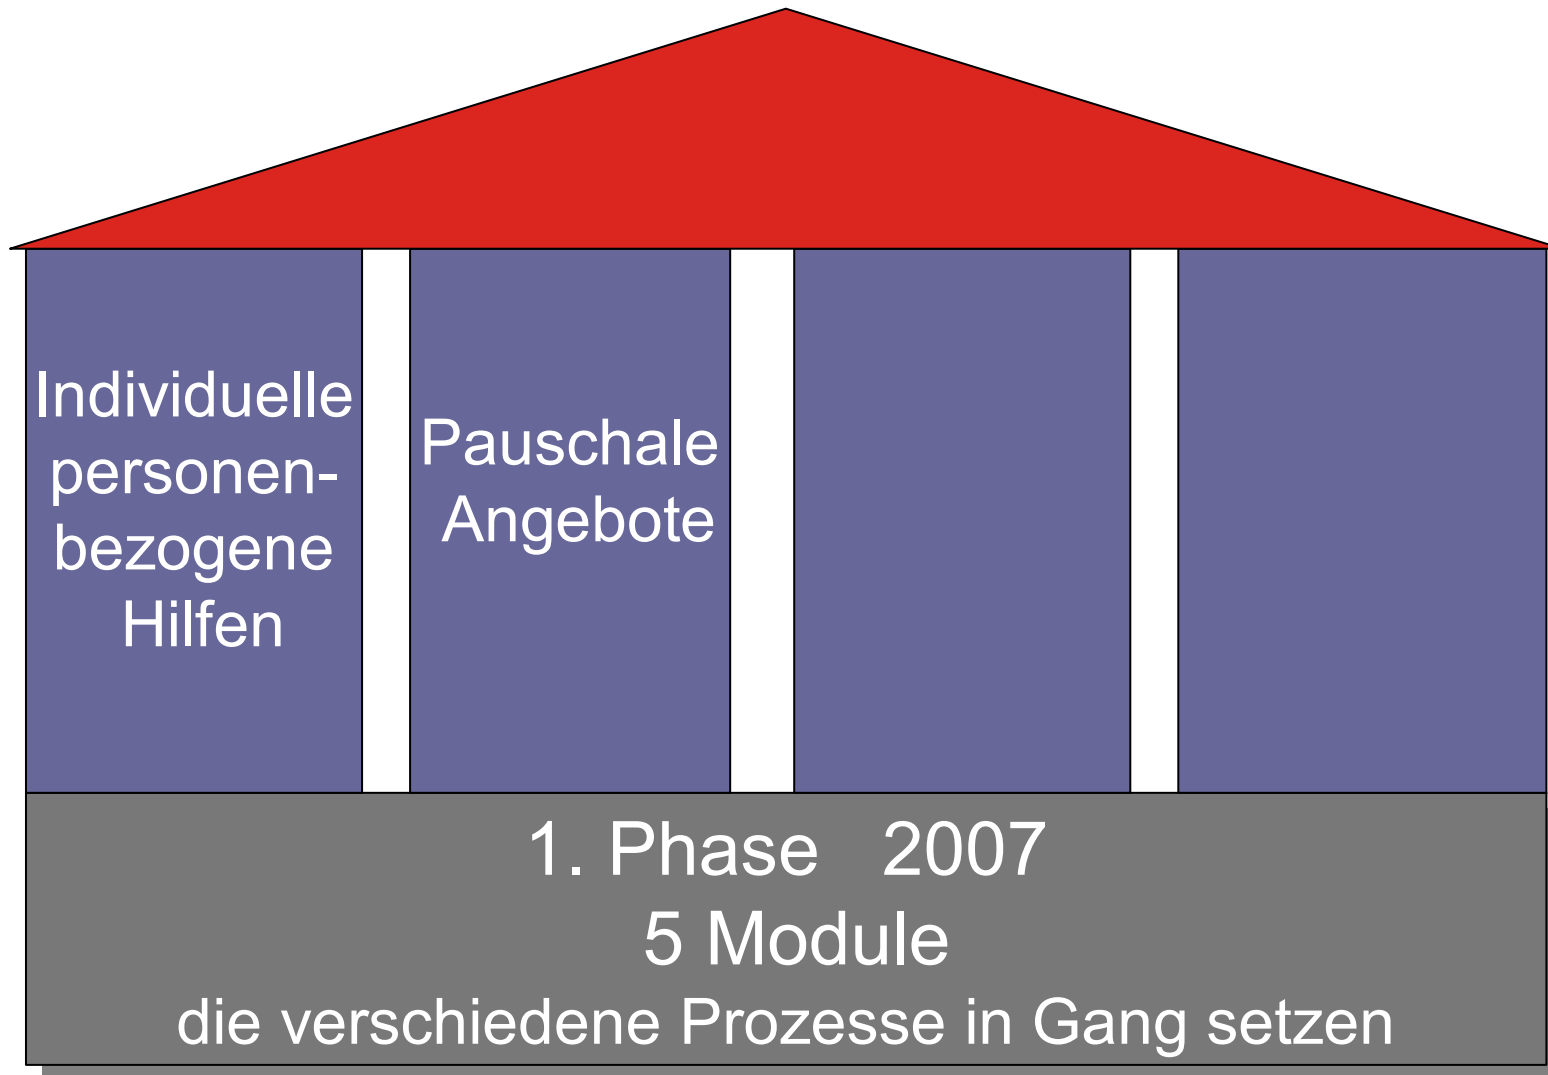 Individuelle
personen-
bezogene
Hilfen
Pauschale
Angebote
1. Phase 2007
5 Module
die verschiedene Prozesse in Gang setzen